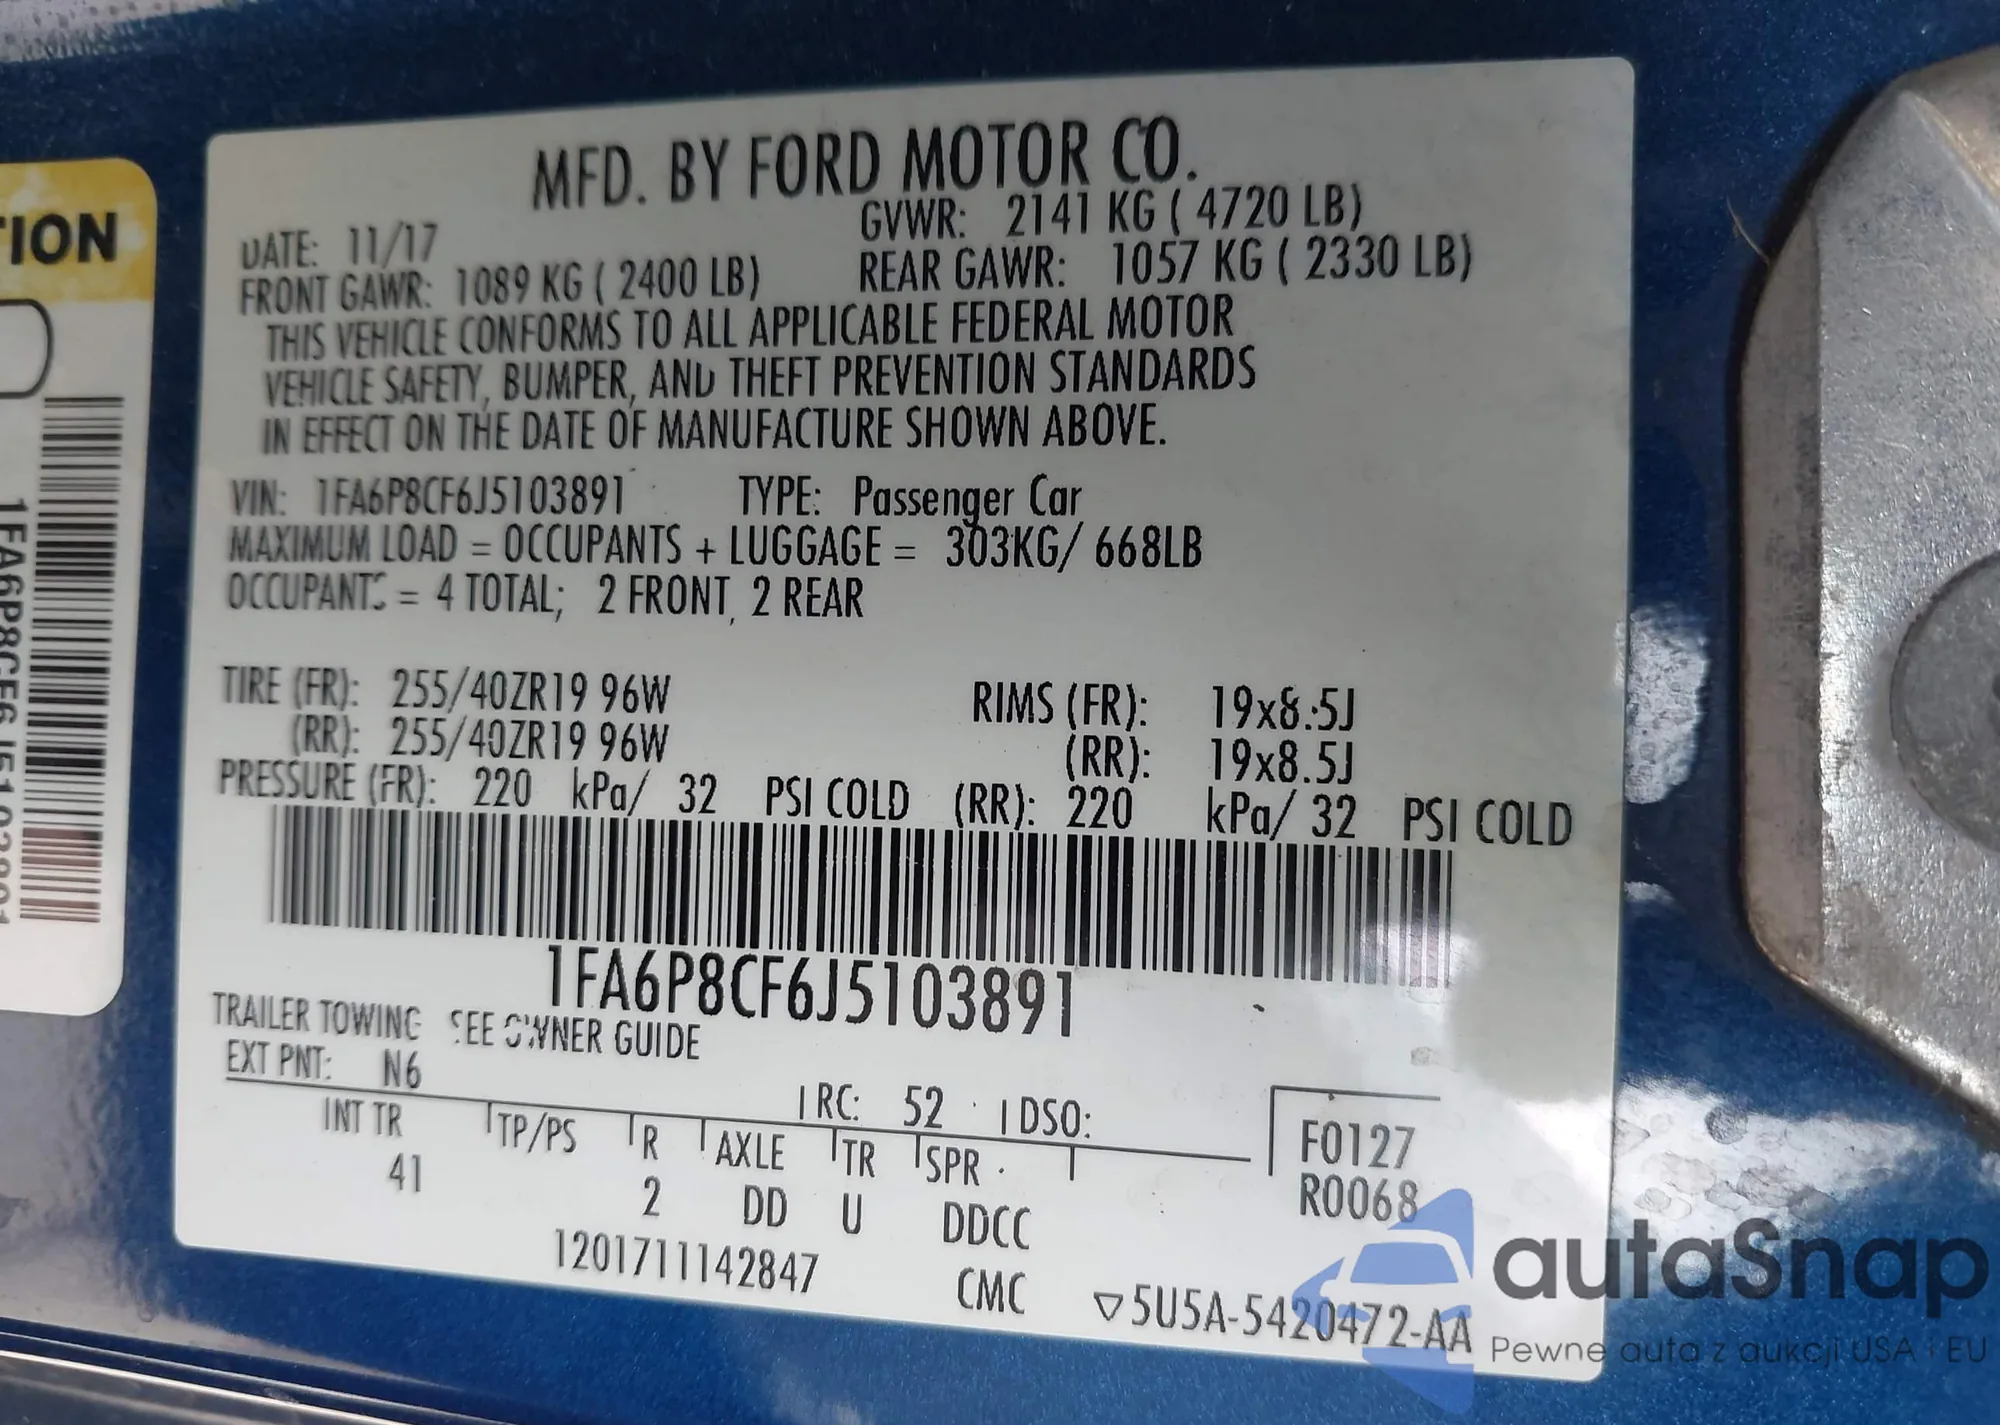 TION
1FA6P8CF6J5103891
MFD. BY FORD MOTOR CO.
DATE: 11/17 GVWR: 2141 KG ( 4720 LB)
FRONT GAWR: 1089 KG ( 2400 LB) REAR GAWR: 1057 KG ( 2330 LB)
THIS VEHICLE CONFORMS TO ALL APPLICABLE FEDERAL MOTOR
VEHICLE SAFETY, BUMPER, AND THEFT PREVENTION STANDARDS
IN EFFECT ON THE DATE OF MANUFACTURE SHOWN ABOVE.
VIN: 1FA6P8CF6J5103891 TYPE: Passenger Car
MAXIMUM LOAD = OCCUPANTS + LUGGAGE = 303KG/ 668LB
OCCUPANTS = 4 TOTAL; 2 FRONT, 2 REAR
TIRE (FR): 255/40ZR19 96W RIMS (FR): 19x8.5J
(RR): 255/40ZR19 96W (RR): 19x8.5J
PRESSURE (FR): 220 kPa/ 32 PSI COLD (RR): 220 kPa/ 32 PSI COLD
1FA6P8CF6J5103891
TRAILER TOWING SEE OWNER GUIDE
EXT PNT: N6 RC: 52 DSO:
INT TR TP/PS R AXLE TR SPR F0127
41 2 DD U DDCC R0068
1201711142847 CMC ▽5U5A-5420472-AA
autaSnap
Pewne auta z aukcji USA i EU